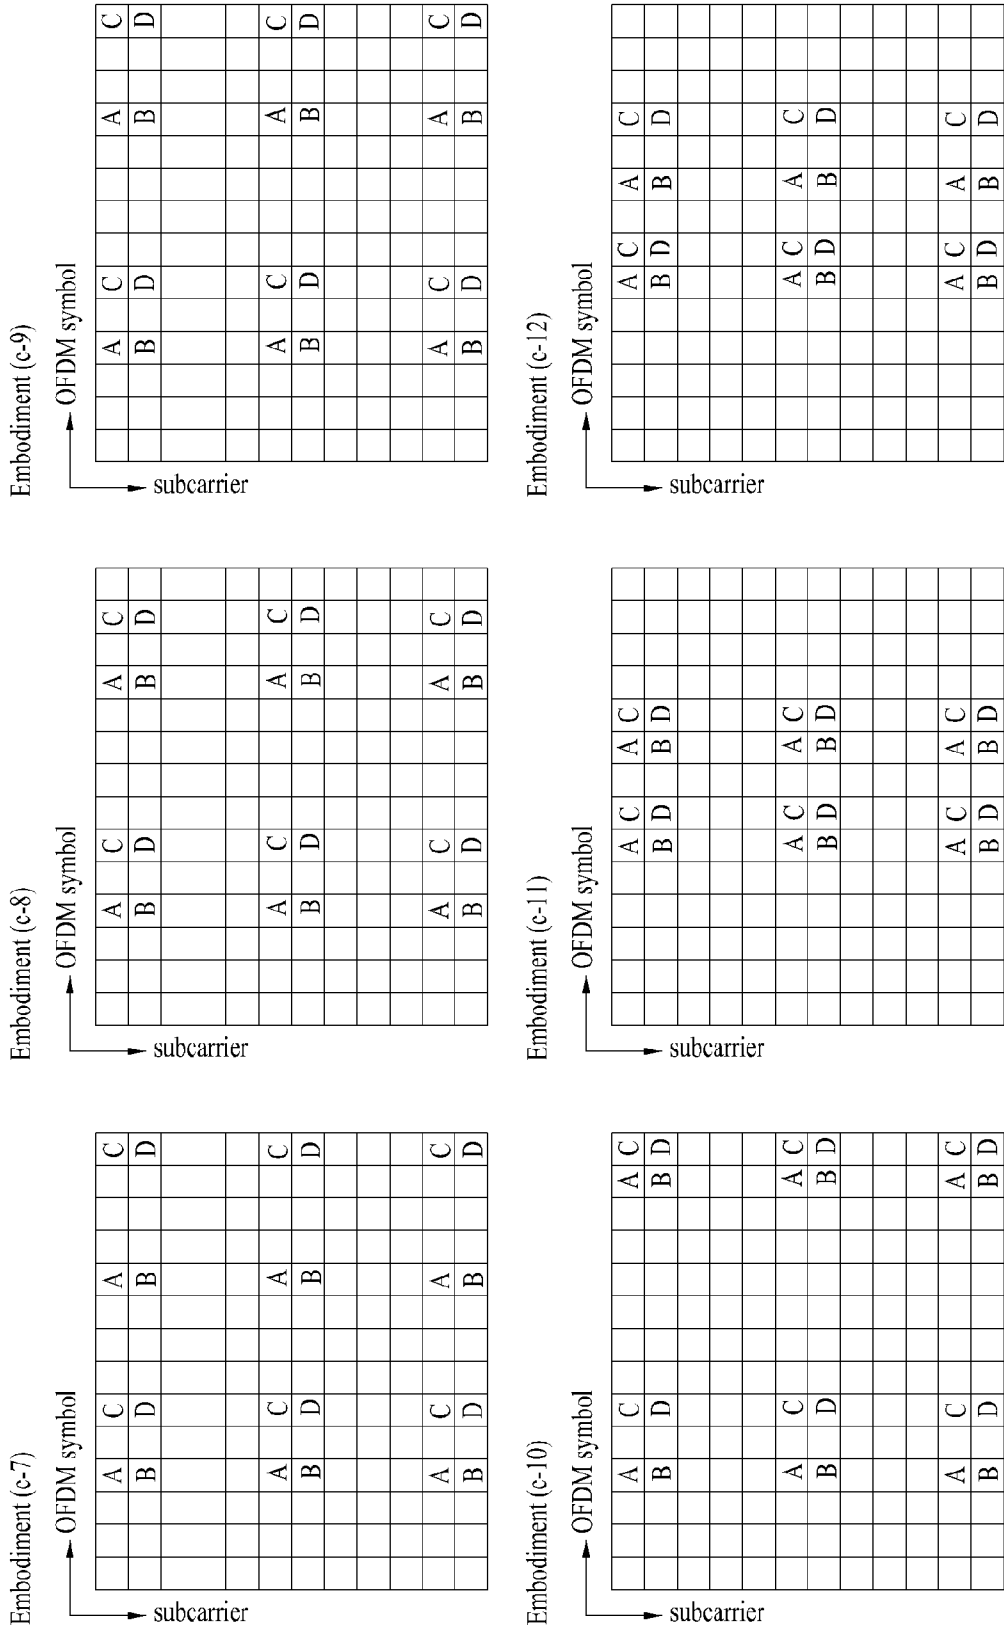 Embodiment (c-7)
OFDM symbol
subcarrier
A C A C
B D B D
A C A C
B D B D
A C A C
B D B D
Embodiment (c-8)
OFDM symbol
subcarrier
A C A C
B D B D
A C A C
B D B D
A C A C
B D B D
Embodiment (c-9)
OFDM symbol
subcarrier
A C A C
B D B D
A C A C
B D B D
A C A C
B D B D
Embodiment (c-10)
OFDM symbol
subcarrier
A C A C
B D B D
A C A C
B D B D
A C A C
B D B D
Embodiment (c-11)
OFDM symbol
subcarrier
A C A C
B D B D
A C A C
B D B D
A C A C
B D B D
Embodiment (c-12)
OFDM symbol
subcarrier
A C A C
B D B D
A C A C
B D B D
A C A C
B D B D